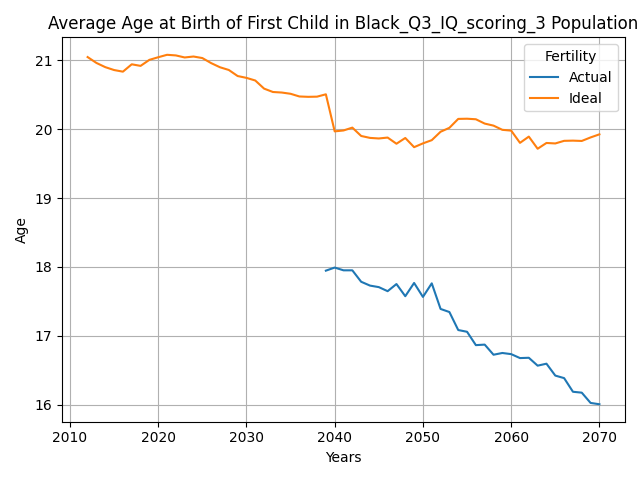 Average Age at Birth of First Child in Black_Q3_IQ_scoring_3 Population
Fertility
Actual
Ideal
Age
21
20
19
18
17
16
2010 2020 2030 2040 2050 2060 2070
Years